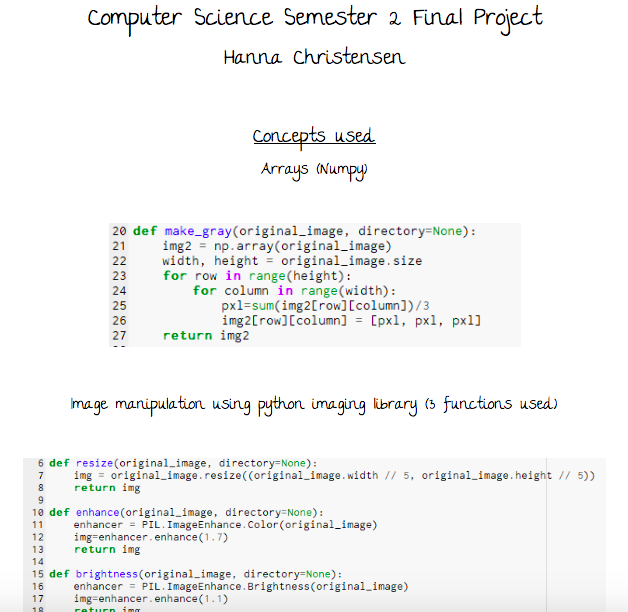 Computer Science Semester 2 Final Project
Hanna Christensen
Concepts used
Arrays (Numpy)
20 def make_gray(original_image, directory=None):
21     img2 = np.array(original_image)
22     width, height = original_image.size
23     for row in range(height):
24         for column in range(width):
25             pxl=sum(img2[row][column])/3
26             img2[row][column] = [pxl, pxl, pxl]
27     return img2
Image manipulation using python imaging library (3 functions used)
6 def resize(original_image, directory=None):
7     img = original_image.resize((original_image.width // 5, original_image.height // 5))
8     return img
9
10 def enhance(original_image, directory=None):
11     enhancer = PIL.ImageEnhance.Color(original_image)
12     img=enhancer.enhance(1.7)
13     return img
14
15 def brightness(original_image, directory=None):
16     enhancer = PIL.ImageEnhance.Brightness(original_image)
17     img=enhancer.enhance(1.1)
18     return img